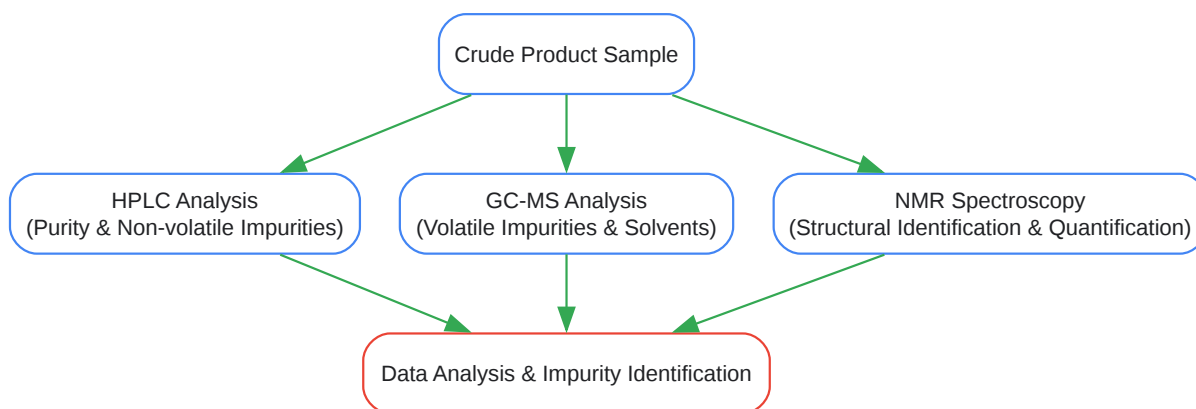 Crude Product Sample
HPLC Analysis
(Purity & Non-volatile Impurities)
GC-MS Analysis
(Volatile Impurities & Solvents)
NMR Spectroscopy
(Structural Identification & Quantification)
Data Analysis & Impurity Identification